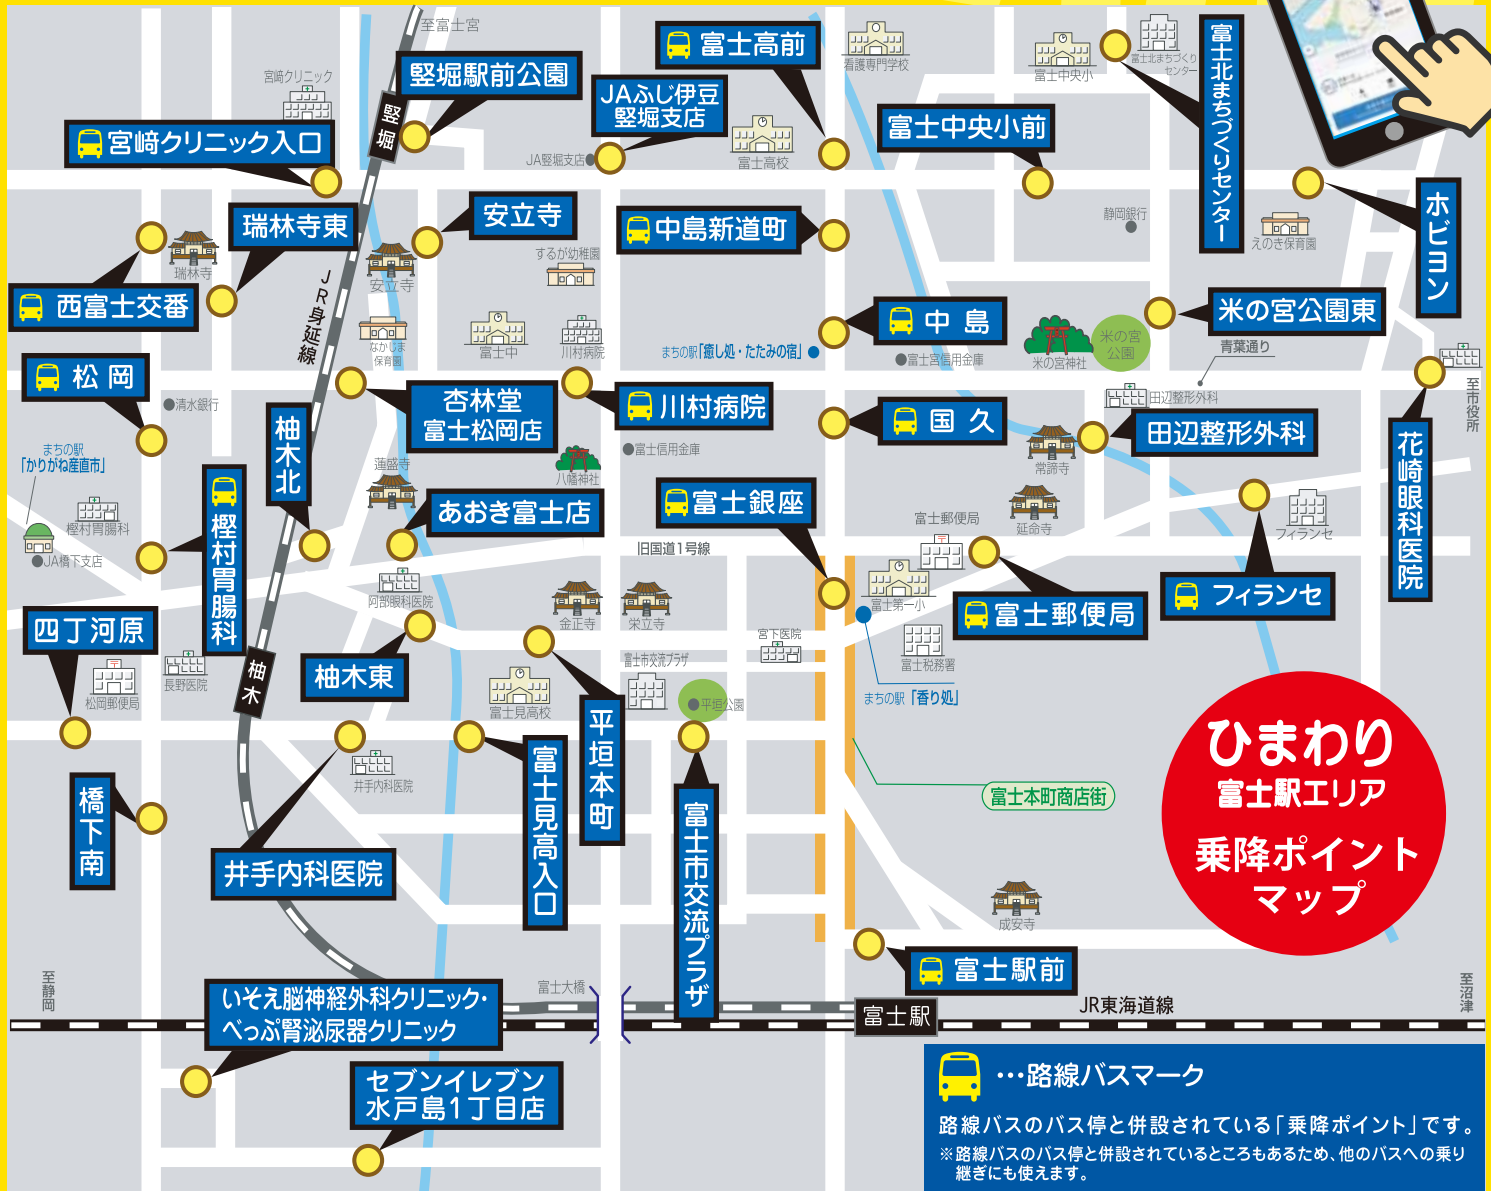 至富士宮
宮﨑クリニック
竪堀
竪堀駅前公園
富士高前
看護専門学校
富士中央小
富士北まちづくり
センター
富士北まちづくりセンター
宮﨑クリニック入口
JAふじ伊豆
竪堀支店
JA竪堀支店
富士高校
富士中央小前
瑞林寺東
安立寺
中島新道町
静岡銀行
えのき保育園
ホビヨン
瑞林寺
安立寺
するが幼稚園
西富士交番
JR身延線
なかじま
保育園
富士中
川村病院
まちの駅「癒し処・たたみの宿」
中島
富士宮信用金庫
米の宮神社
米の宮
公園
米の宮公園東
青葉通り
至市役所
松岡
清水銀行
杏林堂
富士松岡店
川村病院
国久
田辺整形外科
田辺整形外科
柚木北
まちの駅
「かりがね産直市」
蓮盛寺
八幡神社
富士信用金庫
常諦寺
花崎眼科医院
樫村胃腸科
樫村胃腸科
あおき富士店
富士銀座
延命寺
フィランセ
JA橋下支店
旧国道1号線
富士郵便局
阿部眼科医院
金正寺
栄立寺
富士第一小
富士郵便局
フィランセ
四丁河原
松岡郵便局
長野医院
柚木
柚木東
富士見高校
宮下医院
富士市交流プラザ
平垣公園
富士税務署
まちの駅「香り処」
井手内科医院
富士見高入口
平垣本町
富士市交流プラザ
橋下南
井手内科医院
富士本町商店街
ひまわり
富士駅エリア
乗降ポイント
マップ
成安寺
富士駅前
至静岡
いそえ脳神経外科クリニック・
べっぷ腎泌尿器クリニック
富士大橋
富士駅
JR東海道線
至沼津
セブンイレブン
水戸島1丁目店
…路線バスマーク
路線バスのバス停と併設されている「乗降ポイント」です。
※路線バスのバス停と併設されているところもあるため、他のバスへの乗り
継ぎにも使えます。